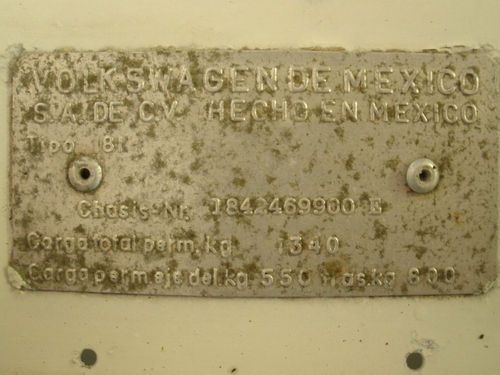 VOLKSWAGEN DE MEXICO
S.A. DE C.V. HECHO EN MEXICO
Tipo 181
Chasis-Nr. 1842469900 E
Carga total perm. kg 1340
Carga perm. eje del. kg 550 tras. kg 800